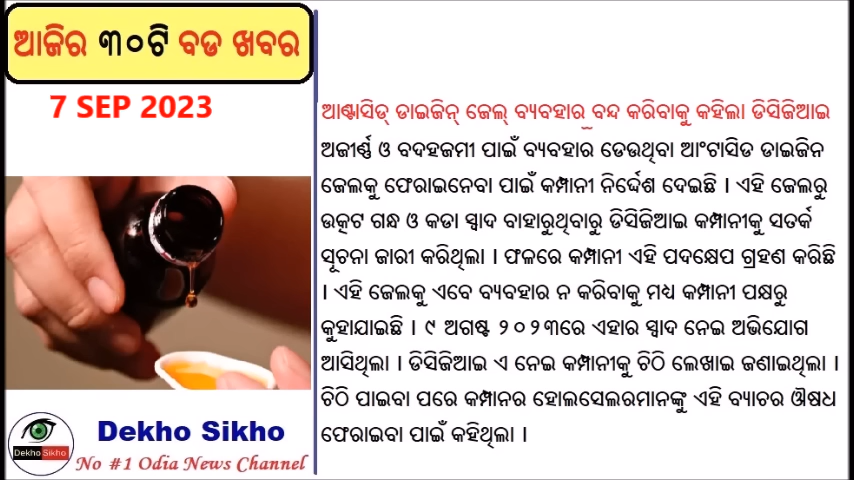 ଆଜିର ୩୦ଟି ବଡ ଖବର
7 SEP 2023
ଆଣ୍ଟାସିଡ୍ ଡାଇଜିନ୍ ଜେଲ୍ ବ୍ୟବହାର ବନ୍ଦ କରିବାକୁ କହିଲା ଡିସିଜିଆଇ
ଅଜୀର୍ଣ୍ଣ ଓ ବଦହଜମୀ ପାଇଁ ବ୍ୟବହାର ଡେଉଥିବା ଆଂଟାସିଡ ଡାଇଜିନ
ଜେଲକୁ ଫେରାଇନେବା ପାଇଁ କମ୍ପାନୀ ନିର୍ଦ୍ଦେଶ ଦେଇଛି । ଏହି ଜେଲରୁ
ଉତ୍କଟ ଗନ୍ଧ ଓ କଡା ସ୍ୱାଦ ବାହାରୁଥିବାରୁ ଡିସିଜିଆଇ କମ୍ପାନୀକୁ ସତର୍କ
ସୂଚନା ଜାରୀ କରିଥିଲା । ଫଳରେ କମ୍ପାନୀ ଏହି ପଦକ୍ଷେପ ଗ୍ରହଣ କରିଛି
। ଏହି ଜେଲକୁ ଏବେ ବ୍ୟବହାର ନ କରିବାକୁ ମଧ୍ୟ କମ୍ପାନୀ ପକ୍ଷରୁ
କୁହାଯାଇଛି । ୯ ଅଗଷ୍ଟ ୨୦୨୩ରେ ଏହାର ସ୍ୱାଦ ନେଇ ଅଭିଯୋଗ
ଆସିଥିଲା । ଡିସିଜିଆଇ ଏ ନେଇ କମ୍ପାନୀକୁ ଚିଠି ଲେଖାଇ ଜଣାଇଥିଲା ।
ଚିଠି ପାଇବା ପରେ କମ୍ପାନର ହୋଲସେଲରମାନଙ୍କୁ ଏହି ବ୍ୟାଚର ଔଷଧ
ଫେରାଇବା ପାଇଁ କହିଥିଲା ।
Dekho Sikho
Dekho Sikho
No #1 Odia News Channel